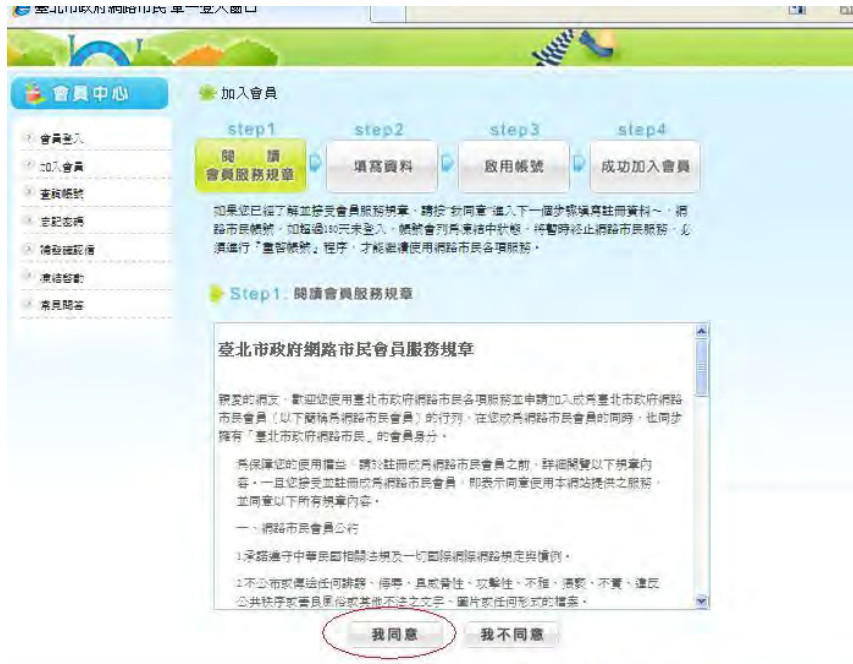 臺北市政府網路市民 單一登入窗口
會員中心
會員登入
加入會員
查詢帳號
忘記密碼
補發確認信
凍結啓動
常見問答
加入會員
step1
step2
step3
step4
閱 讀
會員服務規章
填寫資料
啟用帳號
成功加入會員
如果您已經了解並接受會員服務規章，請按"我同意"進入下一個步驟填寫註冊資料～，網
路市民帳號，如超過180天未登入，帳號會列為凍結中狀態，將暫時終止網路市民服務，必
須進行『重啓帳號』程序，才能繼續使用網路市民各項服務。
Step1: 閱讀會員服務規章
臺北市政府網路市民會員服務規章
親愛的網友，歡迎您使用臺北市政府網路市民各項服務並申請加入成為臺北市政府網路
市民會員（以下簡稱為網路市民會員）的行列，在您成為網路市民會員的同時，也同步
擁有「臺北市政府網路市民」的會員身分。
為保障您的使用權益，請於註冊成為網路市民會員之前，詳細閱覽以下規章內
容。一旦您接受並註冊成為網路市民會員，即表示同意使用本網站提供之服務，
並同意以下所有規章內容。
一、網路市民會員公約
1.承諾遵守中華民國相關法規及一切國際網際網路規定與慣例。
2.不公布或傳送任何誹謗、侮辱、具威脅性、攻擊性、不雅、猥褻、不實、違反
公共秩序或善良風俗或其他不法之文字、圖片或任何形式的檔案。
我同意
我不同意